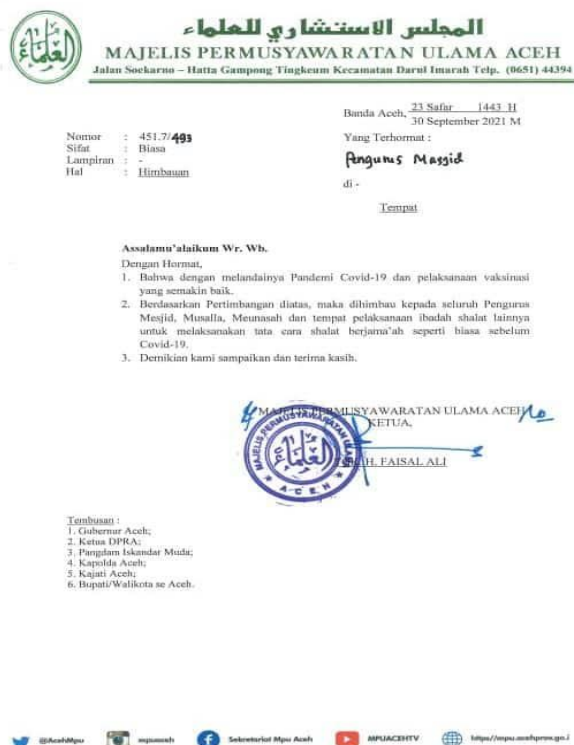 المجلس الاستشاري للعلماء
MAJELIS PERMUSYAWARATAN ULAMA ACEH
Jalan Soekarno – Hatta Gampong Tingkeum Kecamatan Darul Imarah Telp. (0651) 44394
Banda Aceh, 23 Safar 1443 H
30 September 2021 M
Nomor : 451.7/493
Sifat : Biasa
Lampiran : -
Hal : Himbauan
Yang Terhormat :
Pengurus Masjid
di -
Tempat
Assalamu'alaikum Wr. Wb.
Dengan Hormat,
1. Bahwa dengan melandainya Pandemi Covid-19 dan pelaksanaan vaksinasi
yang semakin baik.
2. Berdasarkan Pertimbangan diatas, maka dihimbau kepada seluruh Pengurus
Mesjid, Musalla, Meunasah dan tempat pelaksanaan ibadah shalat lainnya
untuk melaksanakan tata cara shalat berjama'ah seperti biasa sebelum
Covid-19.
3. Demikian kami sampaikan dan terima kasih.
MAJELIS PERMUSYAWARATAN ULAMA ACEH
KETUA,
H. FAISAL ALI
MAJELIS PERMUSYAWARATAN ULAMA
العلماء
MPU
ACEH
Tembusan :
1. Gubernur Aceh;
2. Ketua DPRA;
3. Pangdam Iskandar Muda;
4. Kapolda Aceh;
5. Kajati Aceh;
6. Bupati/Walikota se Aceh.
@AcehMpu
mpuaceh
Sekretariat Mpu Aceh
MPUACEHTV
https://mpu.acehprov.go.i